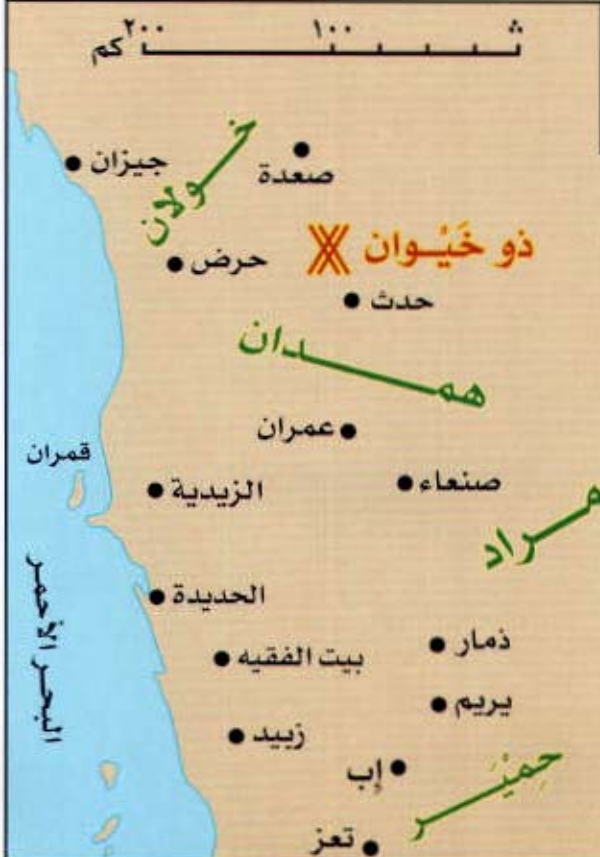 ٢٠٠ ١٠٠ ٥
كم
خولان
صعدة
جيزان
ذو خَيْوان
حرض
حدث
همدان
عمران
قمران
صنعاء
الزيدية
مراد
البحر الأحمر
الحديدة
ذمار
بيت الفقيه
يريم
زبيد
إب
حِمْيَر
تعز